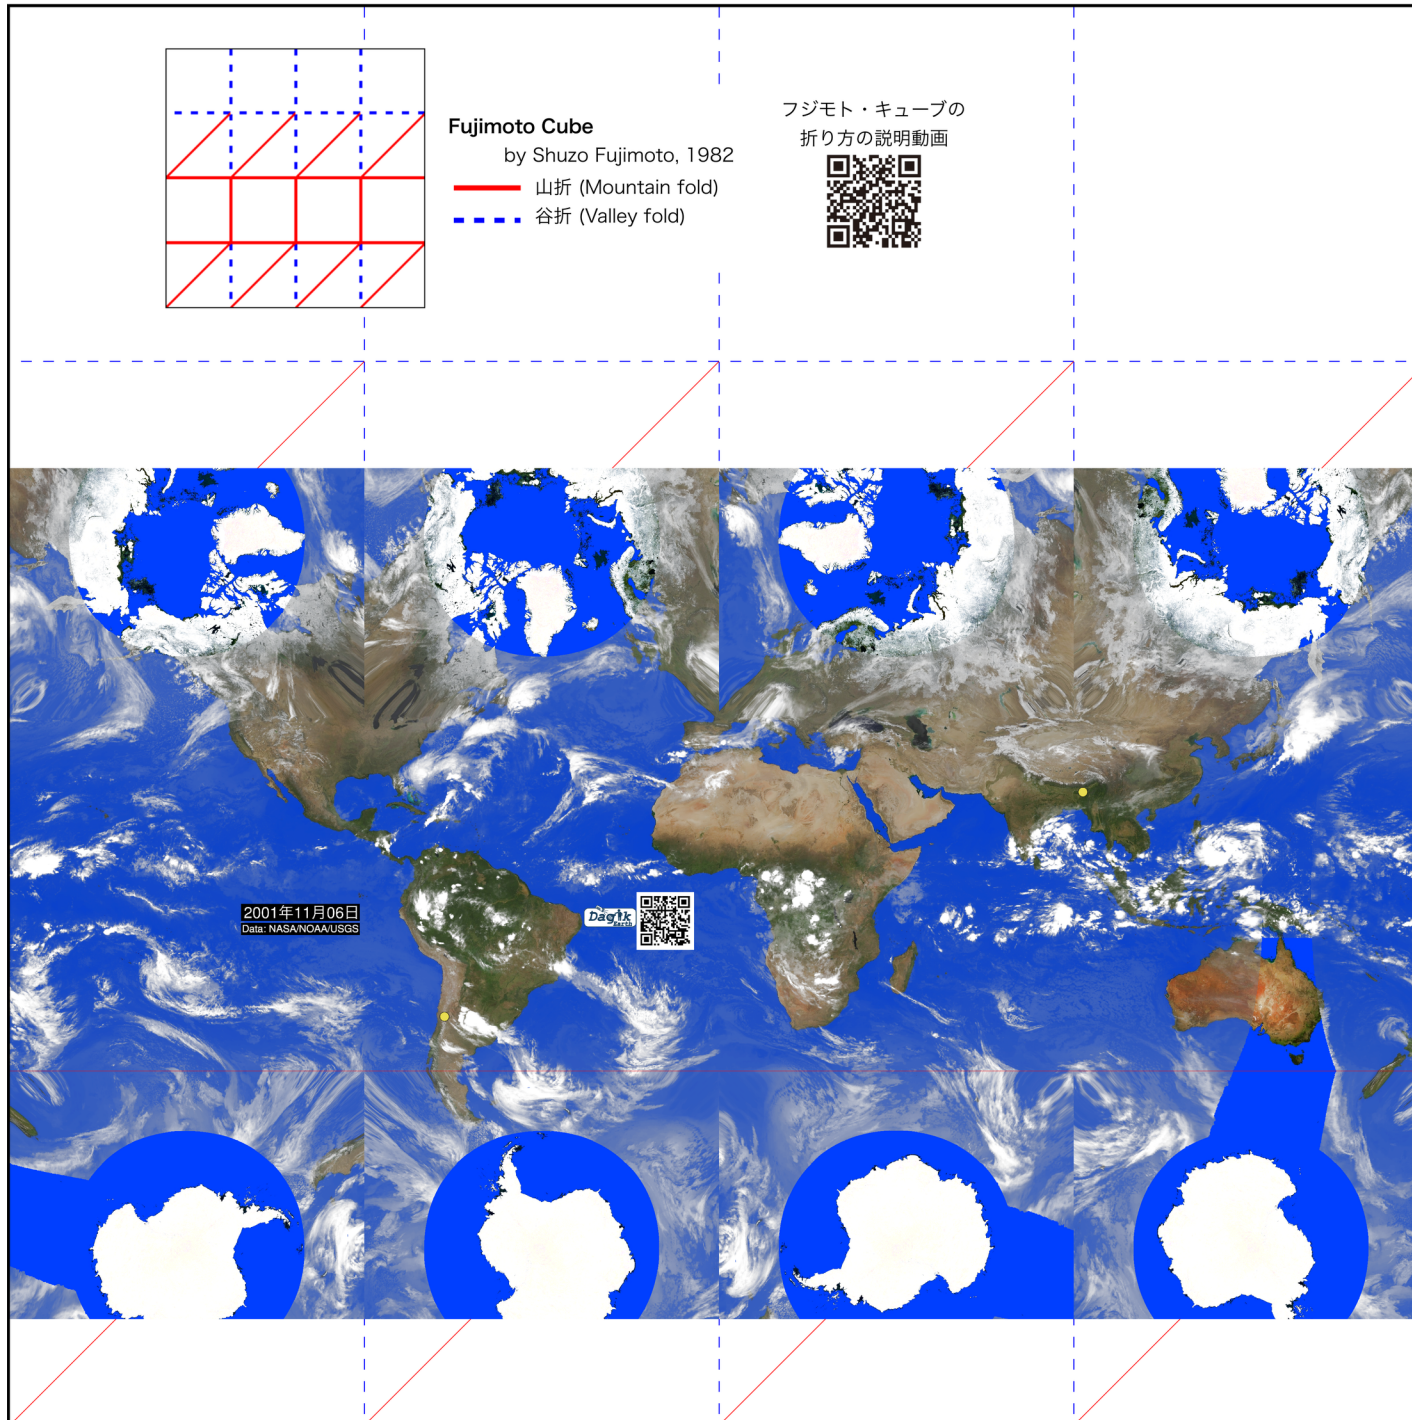 Fujimoto Cube
by Shuzo Fujimoto, 1982
山折 (Mountain fold)
谷折 (Valley fold)
フジモト・キューブの
折り方の説明動画
2001年11月06日
Data: NASA/NOAA/USGS
Dagik
Earth